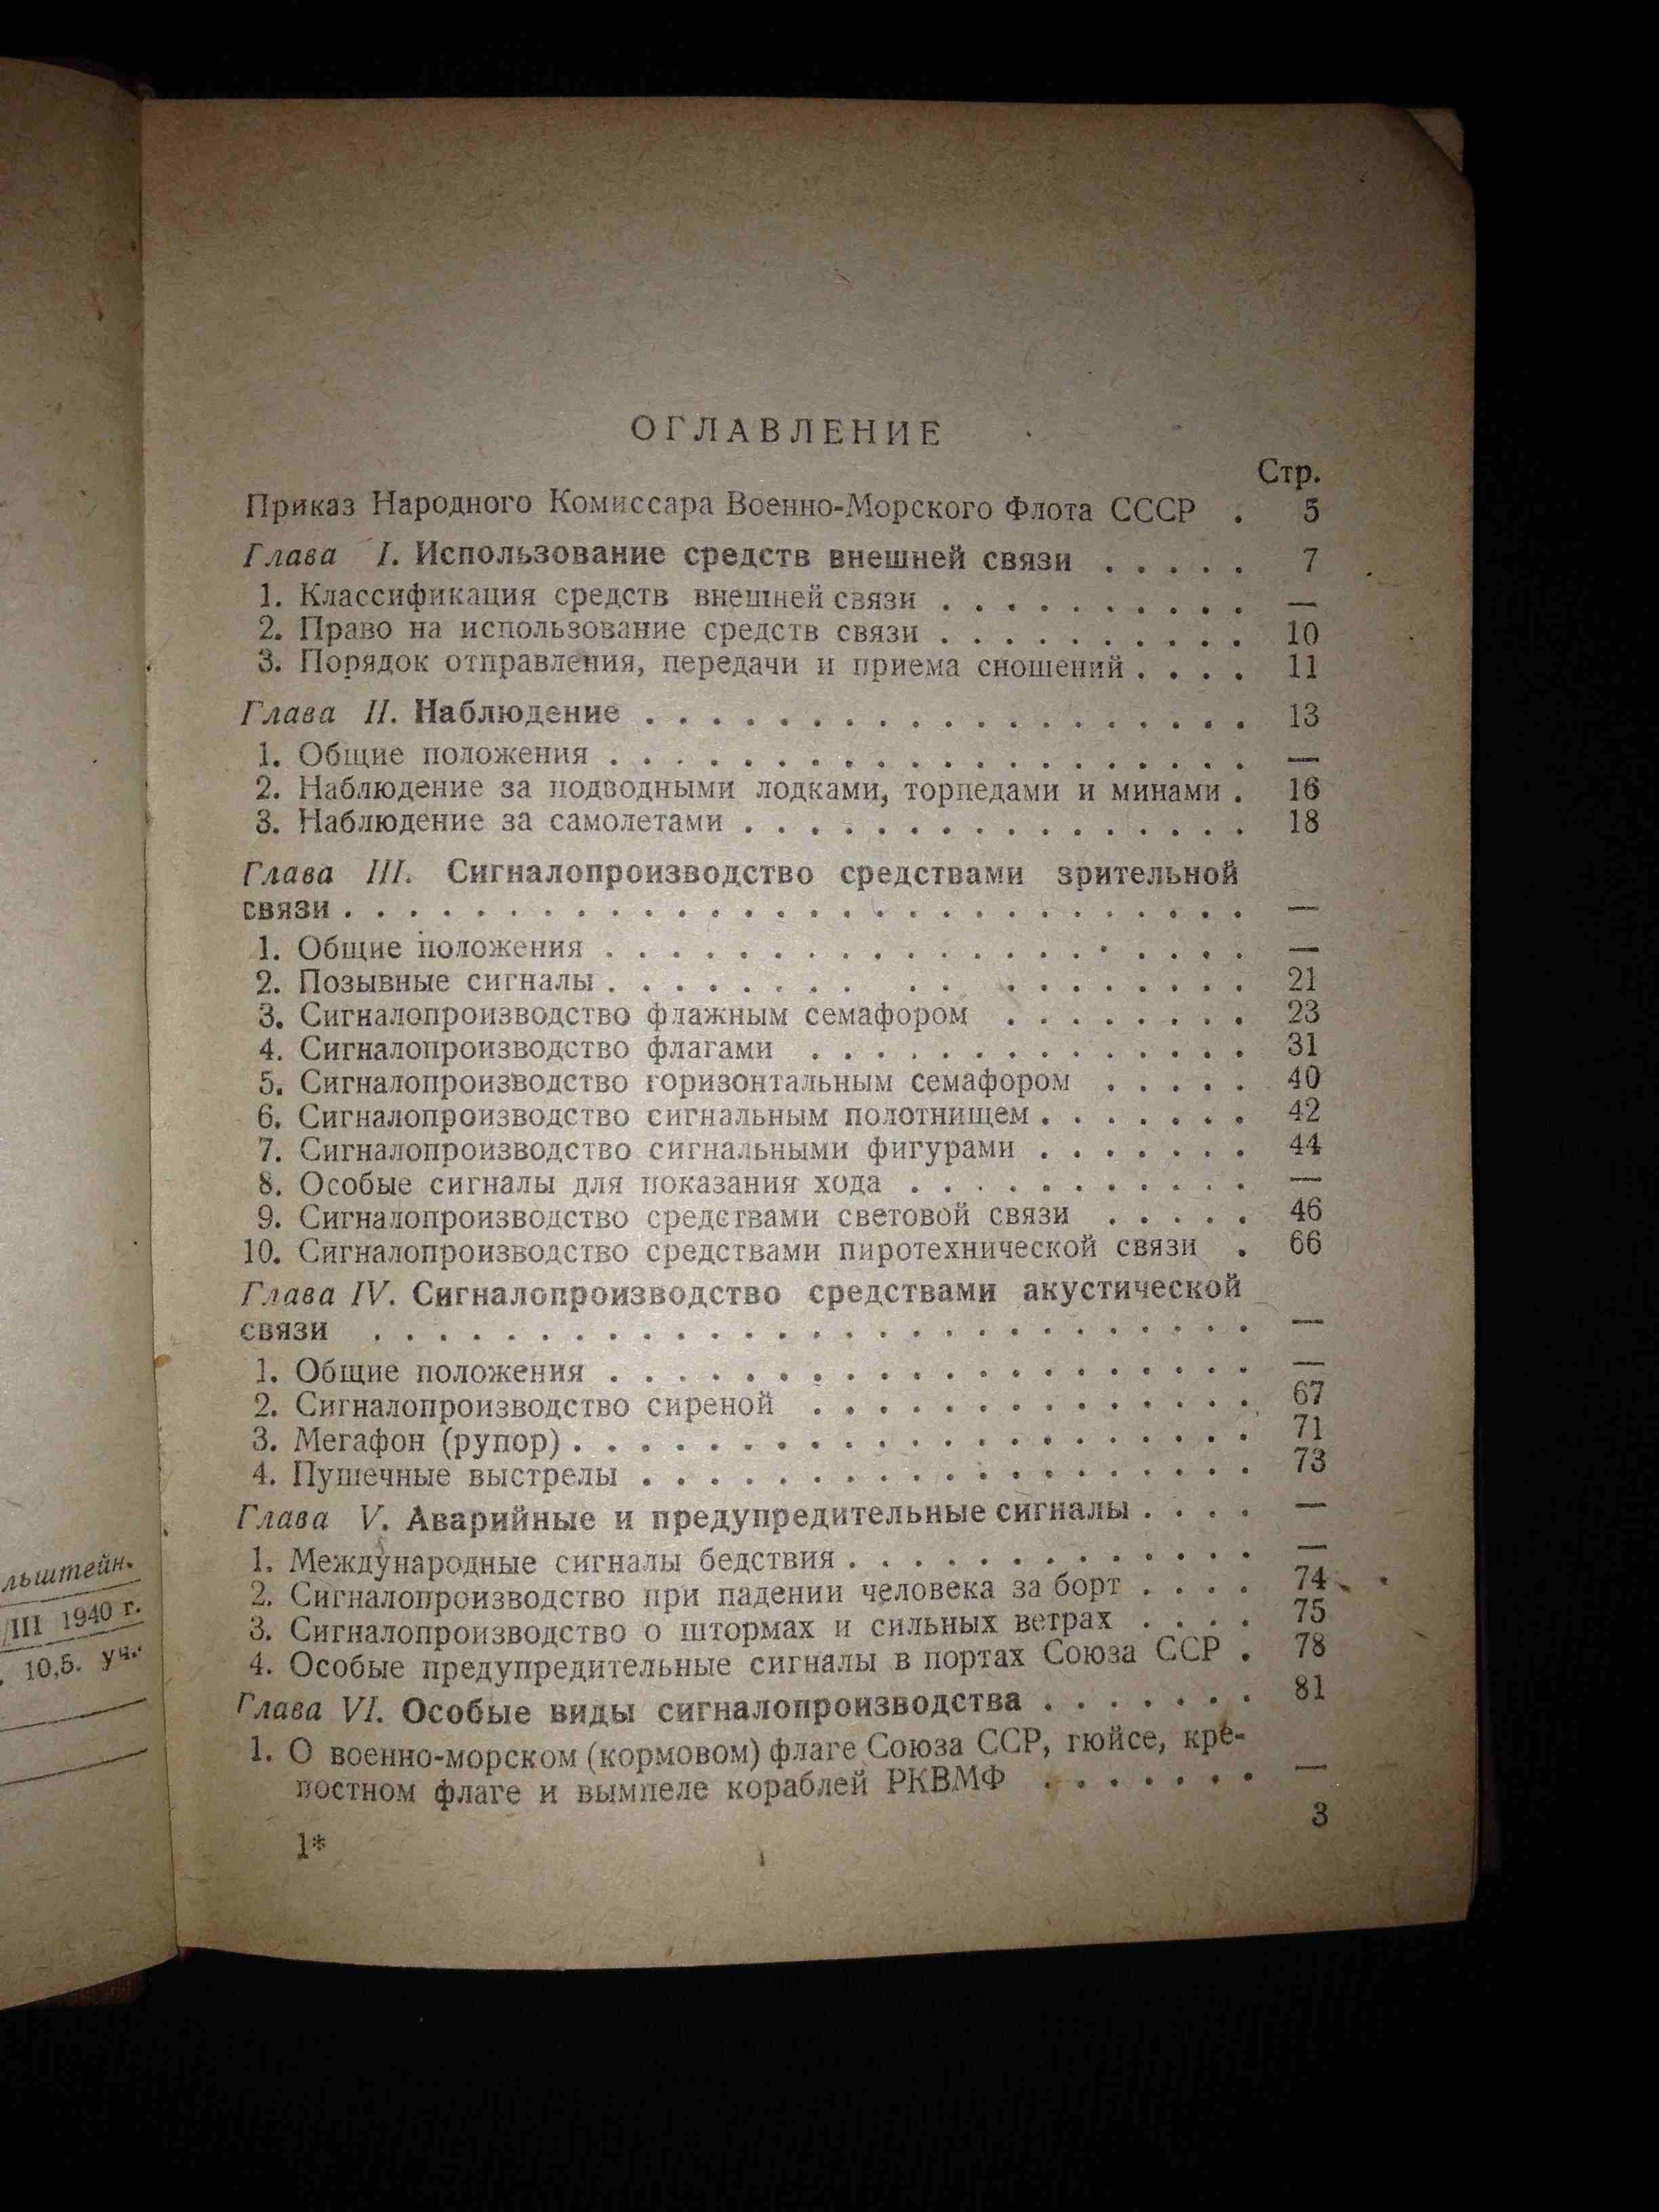 льштейн.
/III 1940 г.
10,5. уч.-
ОГЛАВЛЕНИЕ
Стр.
Приказ Народного Комиссара Военно-Морского Флота СССР . 5
Глава I. Использование средств внешней связи . . . . . 7
1. Классификация средств внешней связи . . . . . . . . . . —
2. Право на использование средств связи . . . . . . . . . . 10
3. Порядок отправления, передачи и приема сношений . . . . 11
Глава II. Наблюдение . . . . . . . . . . . . . . . . . . . 13
1. Общие положения . . . . . . . . . . . . . . . . . . . . —
2. Наблюдение за подводными лодками, торпедами и минами . 16
3. Наблюдение за самолетами . . . . . . . . . . . . . . . . 18
Глава III. Сигналопроизводство средствами зрительной
связи . . . . . . . . . . . . . . . . . . . . . . . . . . . . —
1. Общие положения . . . . . . . . . . . . . . . . . . . . —
2. Позывные сигналы . . . . . . . . . . . . . . . . . . 21
3. Сигналопроизводство флажным семафором . . . . . . . . 23
4. Сигналопроизводство флагами . . . . . . . . . . . . . . 31
5. Сигналопроизводство горизонтальным семафором . . . . . 40
6. Сигналопроизводство сигнальным полотнищем . . . . . . . 42
7. Сигналопроизводство сигнальными фигурами . . . . . . . 44
8. Особые сигналы для показания хода . . . . . . . . . . . —
9. Сигналопроизводство средствами световой связи . . . . . 46
10. Сигналопроизводство средствами пиротехнической связи . 66
Глава IV. Сигналопроизводство средствами акустической
связи . . . . . . . . . . . . . . . . . . . . . . . . . . . —
1. Общие положения . . . . . . . . . . . . . . . . . . . . —
2. Сигналопроизводство сиреной . . . . . . . . . . . . . . 67
3. Мегафон (рупор) . . . . . . . . . . . . . . . . . . . . . 71
4. Пушечные выстрелы . . . . . . . . . . . . . . . . . . . 73
Глава V. Аварийные и предупредительные сигналы . . . . —
1. Международные сигналы бедствия . . . . . . . . . . . . . —
2. Сигналопроизводство при падении человека за борт . . . . 74
3. Сигналопроизводство о штормах и сильных ветрах . . . . 75
4. Особые предупредительные сигналы в портах Союза ССР . 78
Глава VI. Особые виды сигналопроизводства . . . . . . . 81
1. О военно-морском (кормовом) флаге Союза ССР, гюйсе, кре-
постном флаге и вымпеле кораблей РКВМФ . . . . . . . —
3
1*